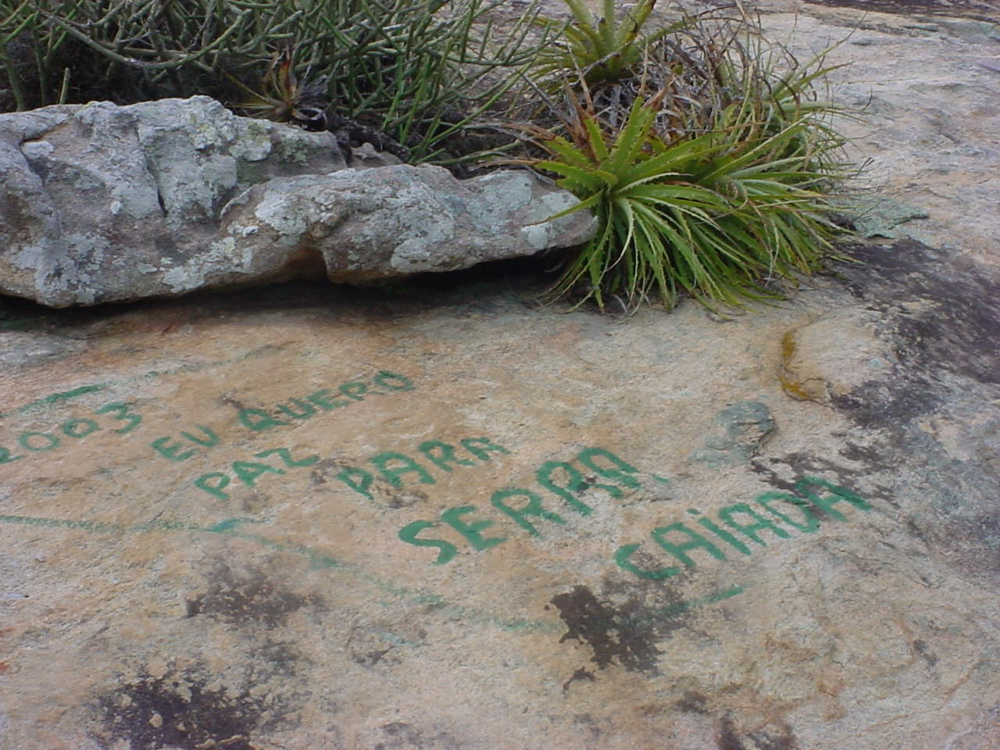 2003
EU QUERO
PAZ PARA
SERRA
CAIADA